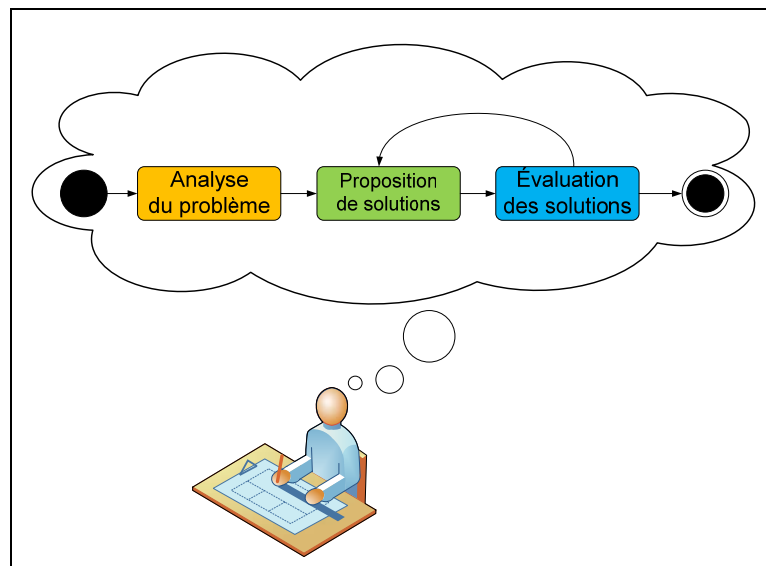 Analyse
du problème
Proposition
de solutions
Évaluation
des solutions